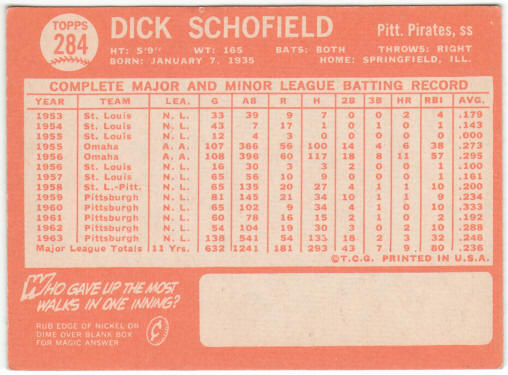 TOPPS
284
DICK SCHOFIELD
Pitt. Pirates, ss
HT: 5'9" WT: 165 BATS: BOTH THROWS: RIGHT
BORN: JANUARY 7, 1935 HOME: SPRINGFIELD, ILL.
COMPLETE MAJOR AND MINOR LEAGUE BATTING RECORD
YEAR TEAM LEA. G AB R H 2B 3B HR RBI AVG.
1953 St. Louis N. L. 33 39 9 7 0 0 2 4 .179
1954 St. Louis N. L. 43 7 17 1 0 1 0 1 .143
1955 St. Louis N. L. 12 4 3 0 0 0 0 0 .000
1955 Omaha A. A. 107 366 56 100 14 4 6 38 .273
1956 Omaha A. A. 108 396 60 117 18 8 11 57 .295
1956 St. Louis N. L. 16 30 3 3 2 0 0 1 .100
1957 St. Louis N. L. 65 56 10 9 0 0 0 1 .161
1958 St. L.-Pitt. N. L. 65 135 20 27 4 1 1 10 .200
1959 Pittsburgh N. L. 81 145 21 34 10 1 1 9 .234
1960 Pittsburgh N. L. 65 102 9 34 4 1 0 10 .333
1961 Pittsburgh N. L. 60 78 16 15 2 1 0 2 .192
1962 Pittsburgh N. L. 54 104 19 30 3 0 2 10 .288
1963 Pittsburgh N. L. 138 541 54 133 18 2 3 32 .246
Major League Totals 11 Yrs. 632 1241 181 293 43 7 9 80 .236
© T.C.G. PRINTED IN U.S.A.
WHO GAVE UP THE MOST
WALKS IN ONE INNING?
RUB EDGE OF NICKEL OR
DIME OVER BLANK BOX
FOR MAGIC ANSWER